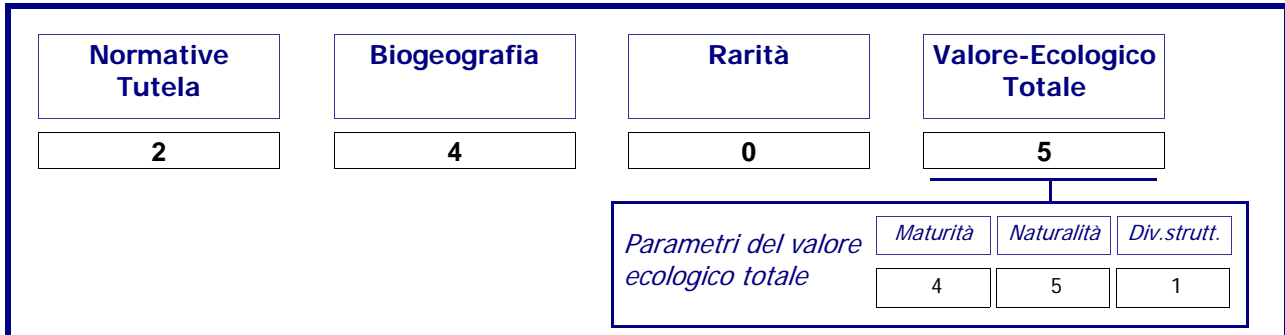 Normative
Tutela
Biogeografia
Rarità
Valore-Ecologico
Totale
2
4
0
5
Parametri del valore
ecologico totale
Maturità
Naturalità
Div.strutt.
4
5
1